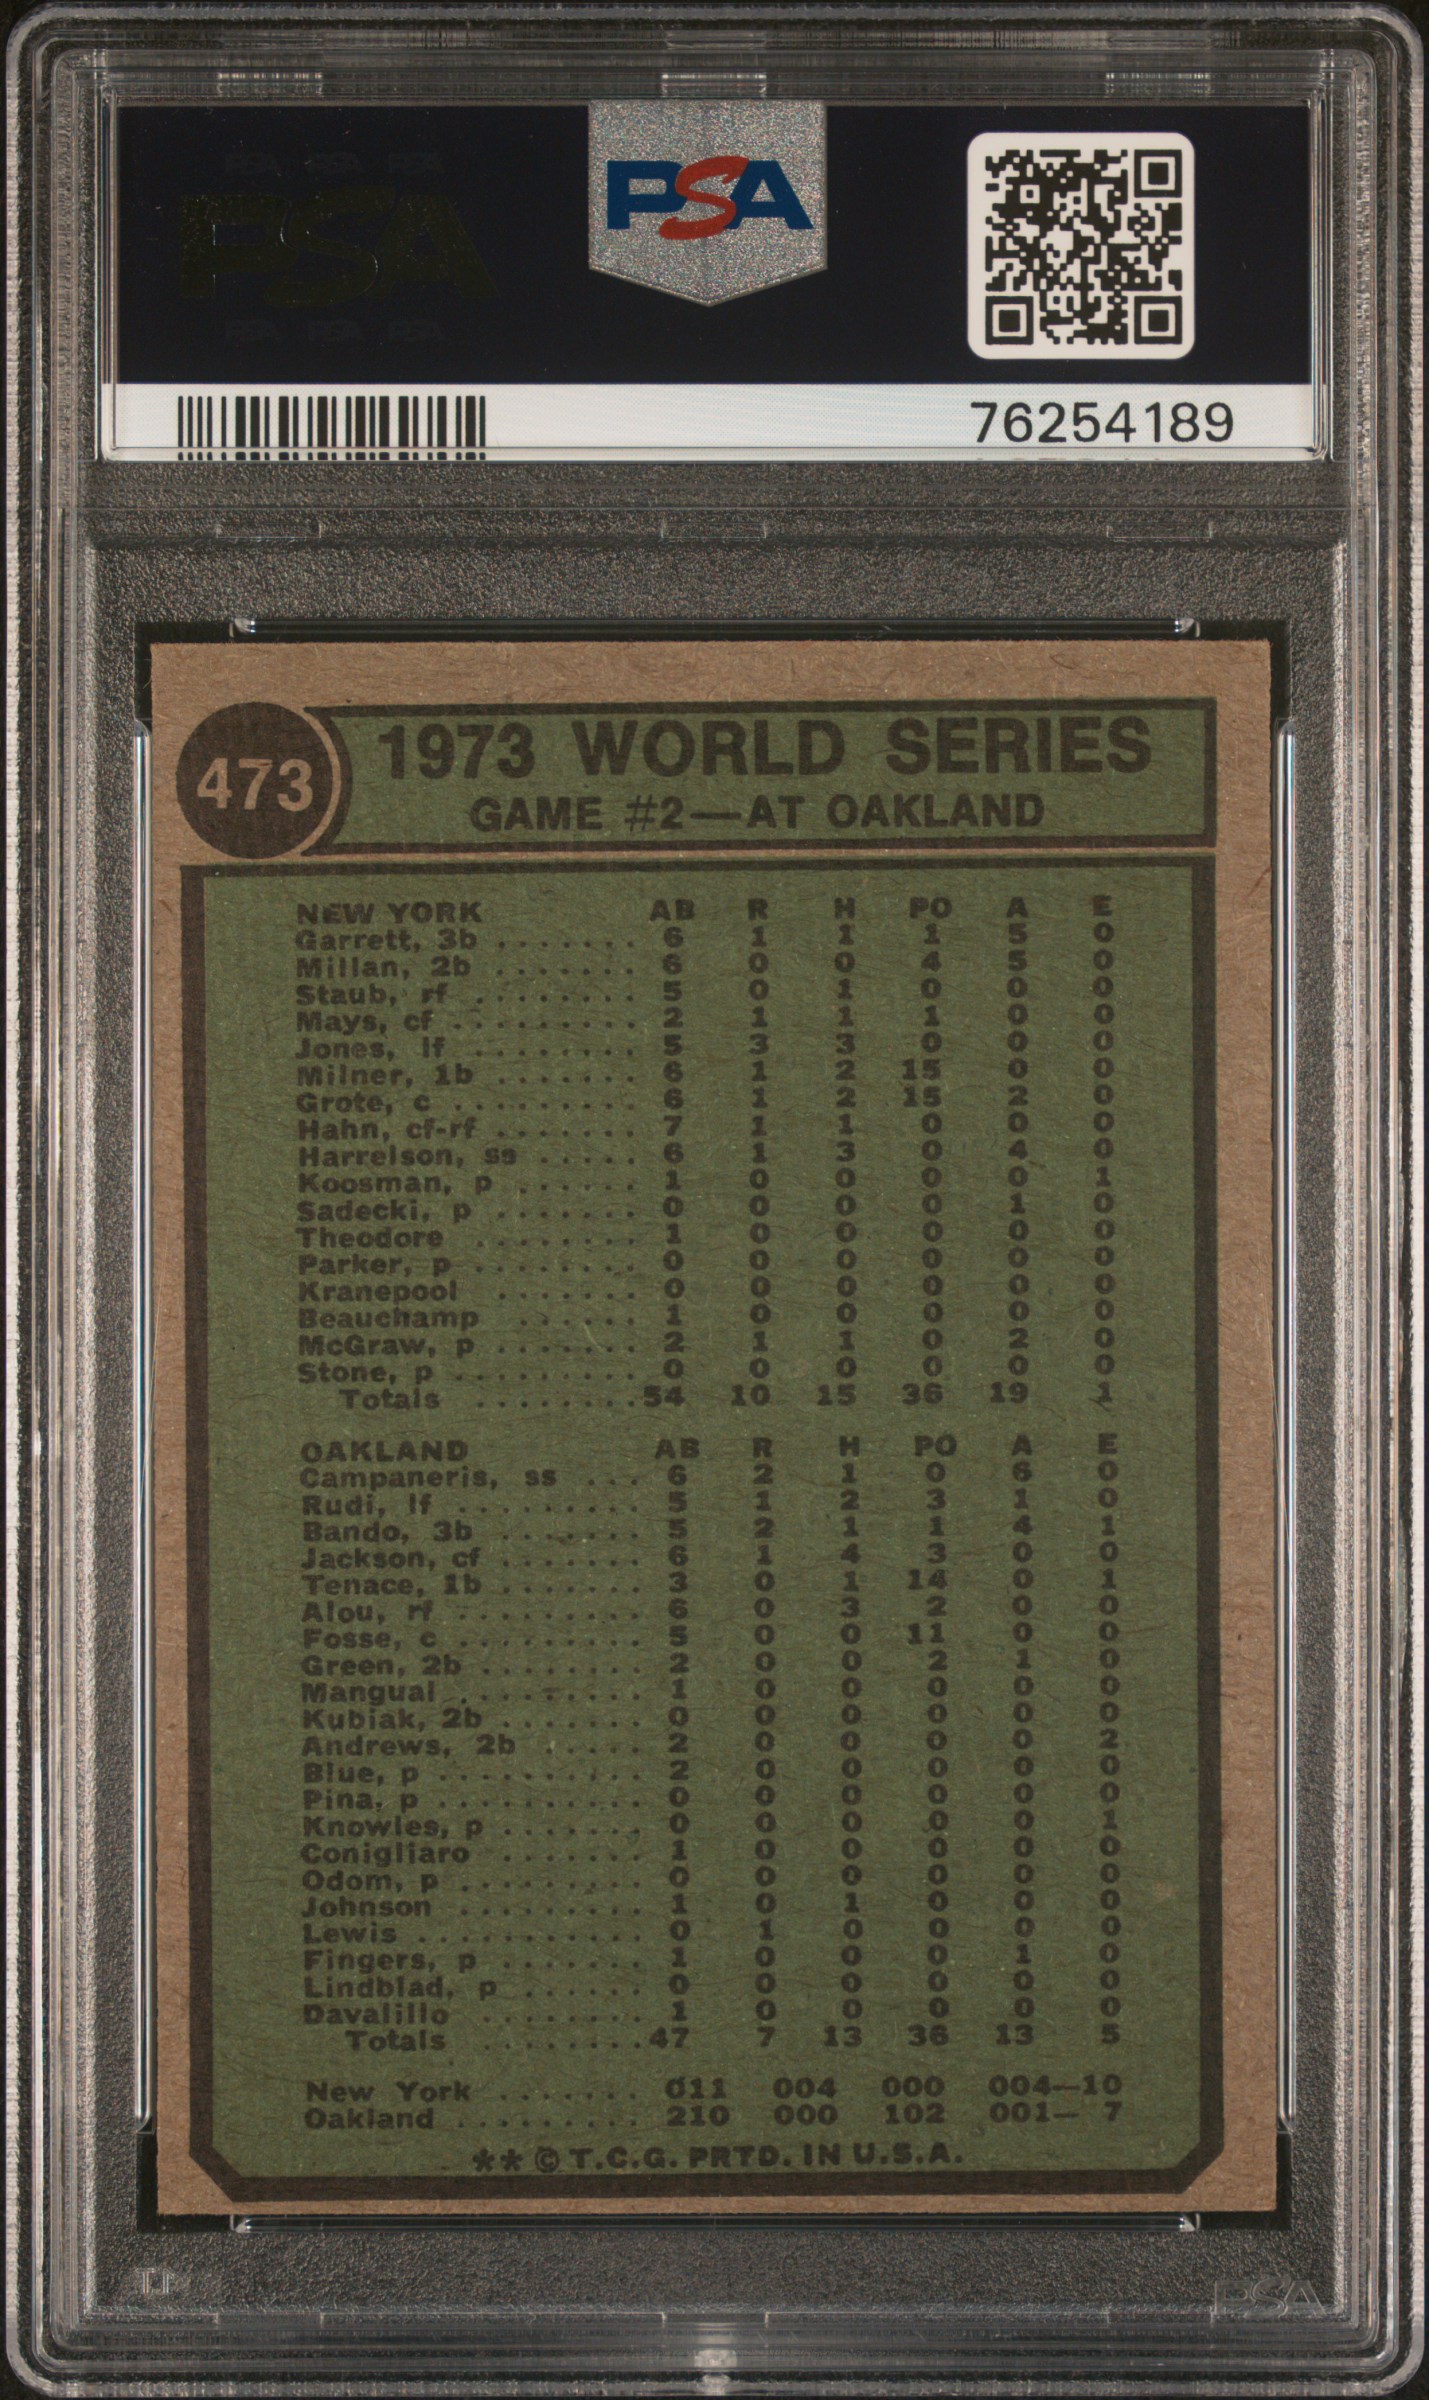 PSA
PSA
76254189
473
1973 WORLD SERIES
GAME #2—AT OAKLAND
NEW YORK AB R H PO A E
Garrett, 3b ....... 6 1 1 1 5 0
Millan, 2b ....... 6 0 0 4 5 0
Staub, rf ........ 5 0 1 0 0 0
Mays, cf ......... 2 1 1 1 0 0
Jones, lf ........ 5 3 3 0 0 0
Milner, 1b ....... 6 1 2 15 0 0
Grote, c ......... 6 1 2 15 2 0
Hahn, cf-rf ....... 7 1 1 0 0 0
Harrelson, ss ..... 6 1 3 0 4 0
Koosman, p ...... 1 0 0 0 0 1
Sadecki, p ....... 0 0 0 0 1 0
Theodore ........ 1 0 0 0 0 0
Parker, p ........ 0 0 0 0 0 0
Kranepool ....... 0 0 0 0 0 0
Beauchamp ...... 1 0 0 0 0 0
McGraw, p ....... 2 1 1 0 2 0
Stone, p ......... 0 0 0 0 0 0
Totals ........ 54 10 15 36 19 1
OAKLAND AB R H PO A E
Campaneris, ss ... 6 2 1 0 6 0
Rudi, lf ......... 5 1 2 3 1 0
Bando, 3b ....... 5 2 1 1 4 1
Jackson, cf ....... 6 1 4 3 0 0
Tenace, 1b ....... 3 0 1 14 0 1
Alou, rf ......... 6 0 3 2 0 0
Fosse, c ......... 5 0 0 11 0 0
Green, 2b ........ 2 0 0 2 1 0
Mangual ......... 1 0 0 0 0 0
Kubiak, 2b ....... 0 0 0 0 0 0
Andrews, 2b ..... 2 0 0 0 0 2
Blue, p .......... 2 0 0 0 0 0
Pina, p .......... 0 0 0 0 0 0
Knowles, p ....... 0 0 0 0 0 1
Conigliaro ....... 1 0 0 0 0 0
Odom, p ......... 0 0 0 0 0 0
Johnson ......... 1 0 1 0 0 0
Lewis ........... 0 1 0 0 0 0
Fingers, p ....... 1 0 0 0 1 0
Lindblad, p ...... 0 0 0 0 0 0
Davalillo ........ 1 0 0 0 0 0
Totals ........ 47 7 13 36 13 5
New York ....... 011 004 000 004—10
Oakland ......... 210 000 102 001— 7
** © T.C.G. PRTD. IN U.S.A.
PSA